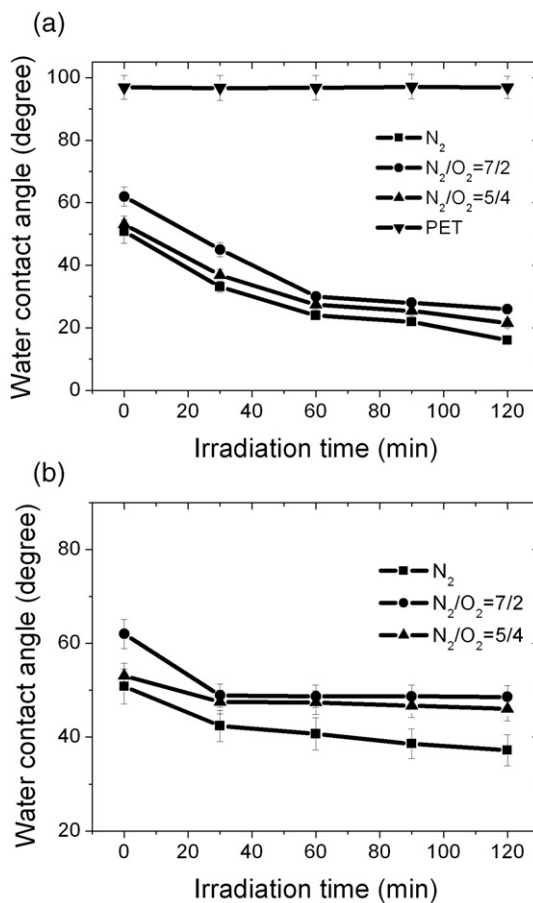 (a)
Water contact angle (degree)
100
80
60
40
20
0
N₂
N₂/O₂=7/2
N₂/O₂=5/4
PET
0 20 40 60 80 100 120
Irradiation time (min)
(b)
Water contact angle (degree)
80
60
40
20
N₂
N₂/O₂=7/2
N₂/O₂=5/4
0 20 40 60 80 100 120
Irradiation time (min)